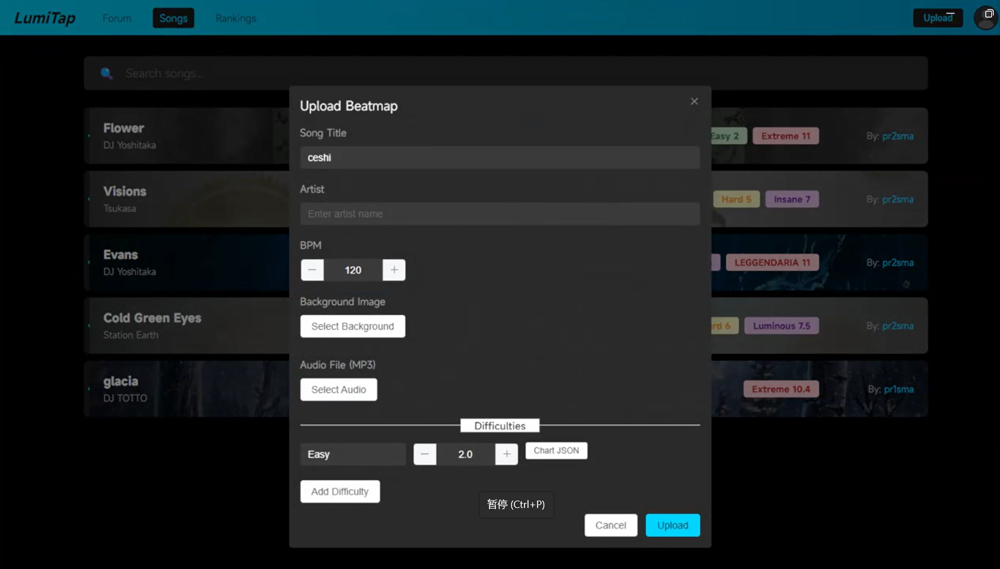 LumiTap
Forum
Songs
Rankings
Upload
Search songs...
Flower
DJ Yoshitaka
Easy 2
Extreme 11
By: pr2sma
Visions
Tsukasa
Hard 5
Insane 7
By: pr2sma
Evans
DJ Yoshitaka
LEGGENDARIA 11
By: pr2sma
Cold Green Eyes
Station Earth
rd 6
Luminous 7.5
By: pr2sma
glacia
DJ TOTTO
Extreme 10.4
By: pr1sma
Upload Beatmap
Song Title
ceshi
Artist
Enter artist name
BPM
120
Background Image
Select Background
Audio File (MP3)
Select Audio
Difficulties
Easy
2.0
Chart JSON
Add Difficulty
暂停 (Ctrl+P)
Cancel
Upload